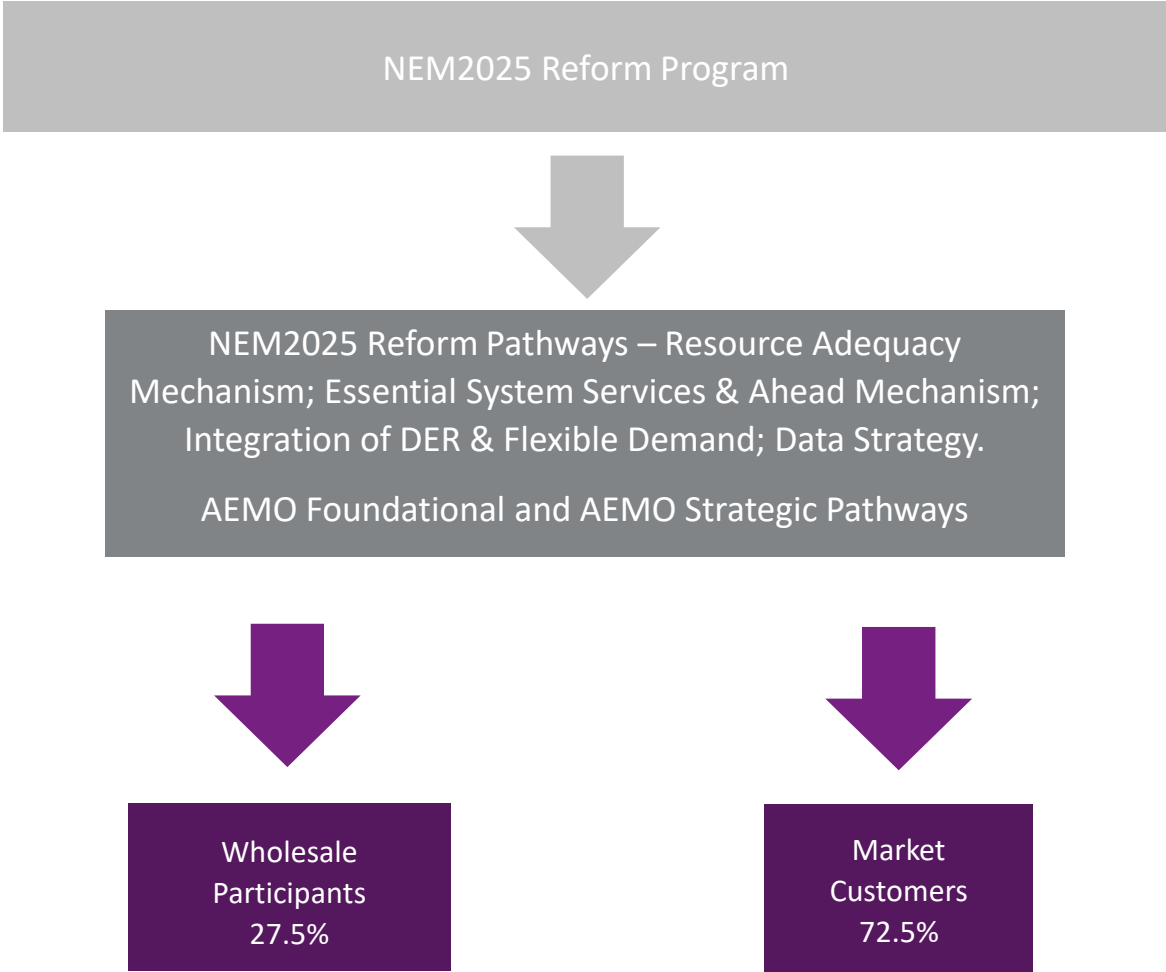 NEM2025 Reform Program
NEM2025 Reform Pathways – Resource Adequacy
Mechanism; Essential System Services & Ahead Mechanism;
Integration of DER & Flexible Demand; Data Strategy.
AEMO Foundational and AEMO Strategic Pathways
Wholesale
Participants
27.5%
Market
Customers
72.5%